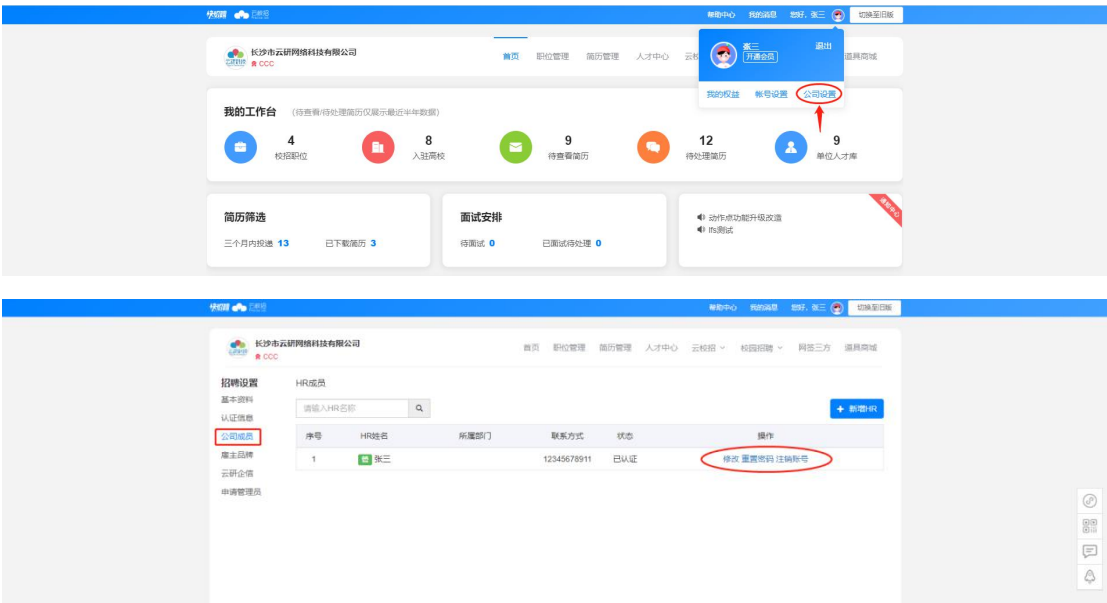 快招聘 云研招 帮助中心 我的消息 您好, 张三 切换至旧版
长沙市云研网络科技有限公司
CCC
首页 职位管理 简历管理 人才中心 道具商城
张三 退出
开通会员
我的权益 帐号设置 公司设置
我的工作台 (待查看/待处理简历仅展示最近半年数据)
4 8 9 12 9
校招职位 入驻高校 待查看简历 待处理简历 单位人才库
简历筛选 面试安排
三个月内投递 13 已下载简历 3 待面试 0 已面试待处理 0
动作点功能升级改造
lfs测试
通知中心
云研招 帮助中心 我的消息 您好, 张三 切换至旧版
长沙市云研网络科技有限公司
CCC
首页 职位管理 简历管理 人才中心 云校招 校园招聘 网签三方 道具商城
招聘设置
基本资料
认证信息
公司成员
雇主品牌
云研企信
申请管理员
HR成员
请输入HR名称 + 新增HR
序号 HR姓名 所属部门 联系方式 状态 操作
1 张三 12345678911 已认证 修改 重置密码 注销账号